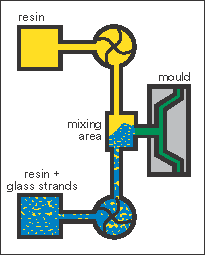 resin
mould
mixing
area
resin +
glass strands